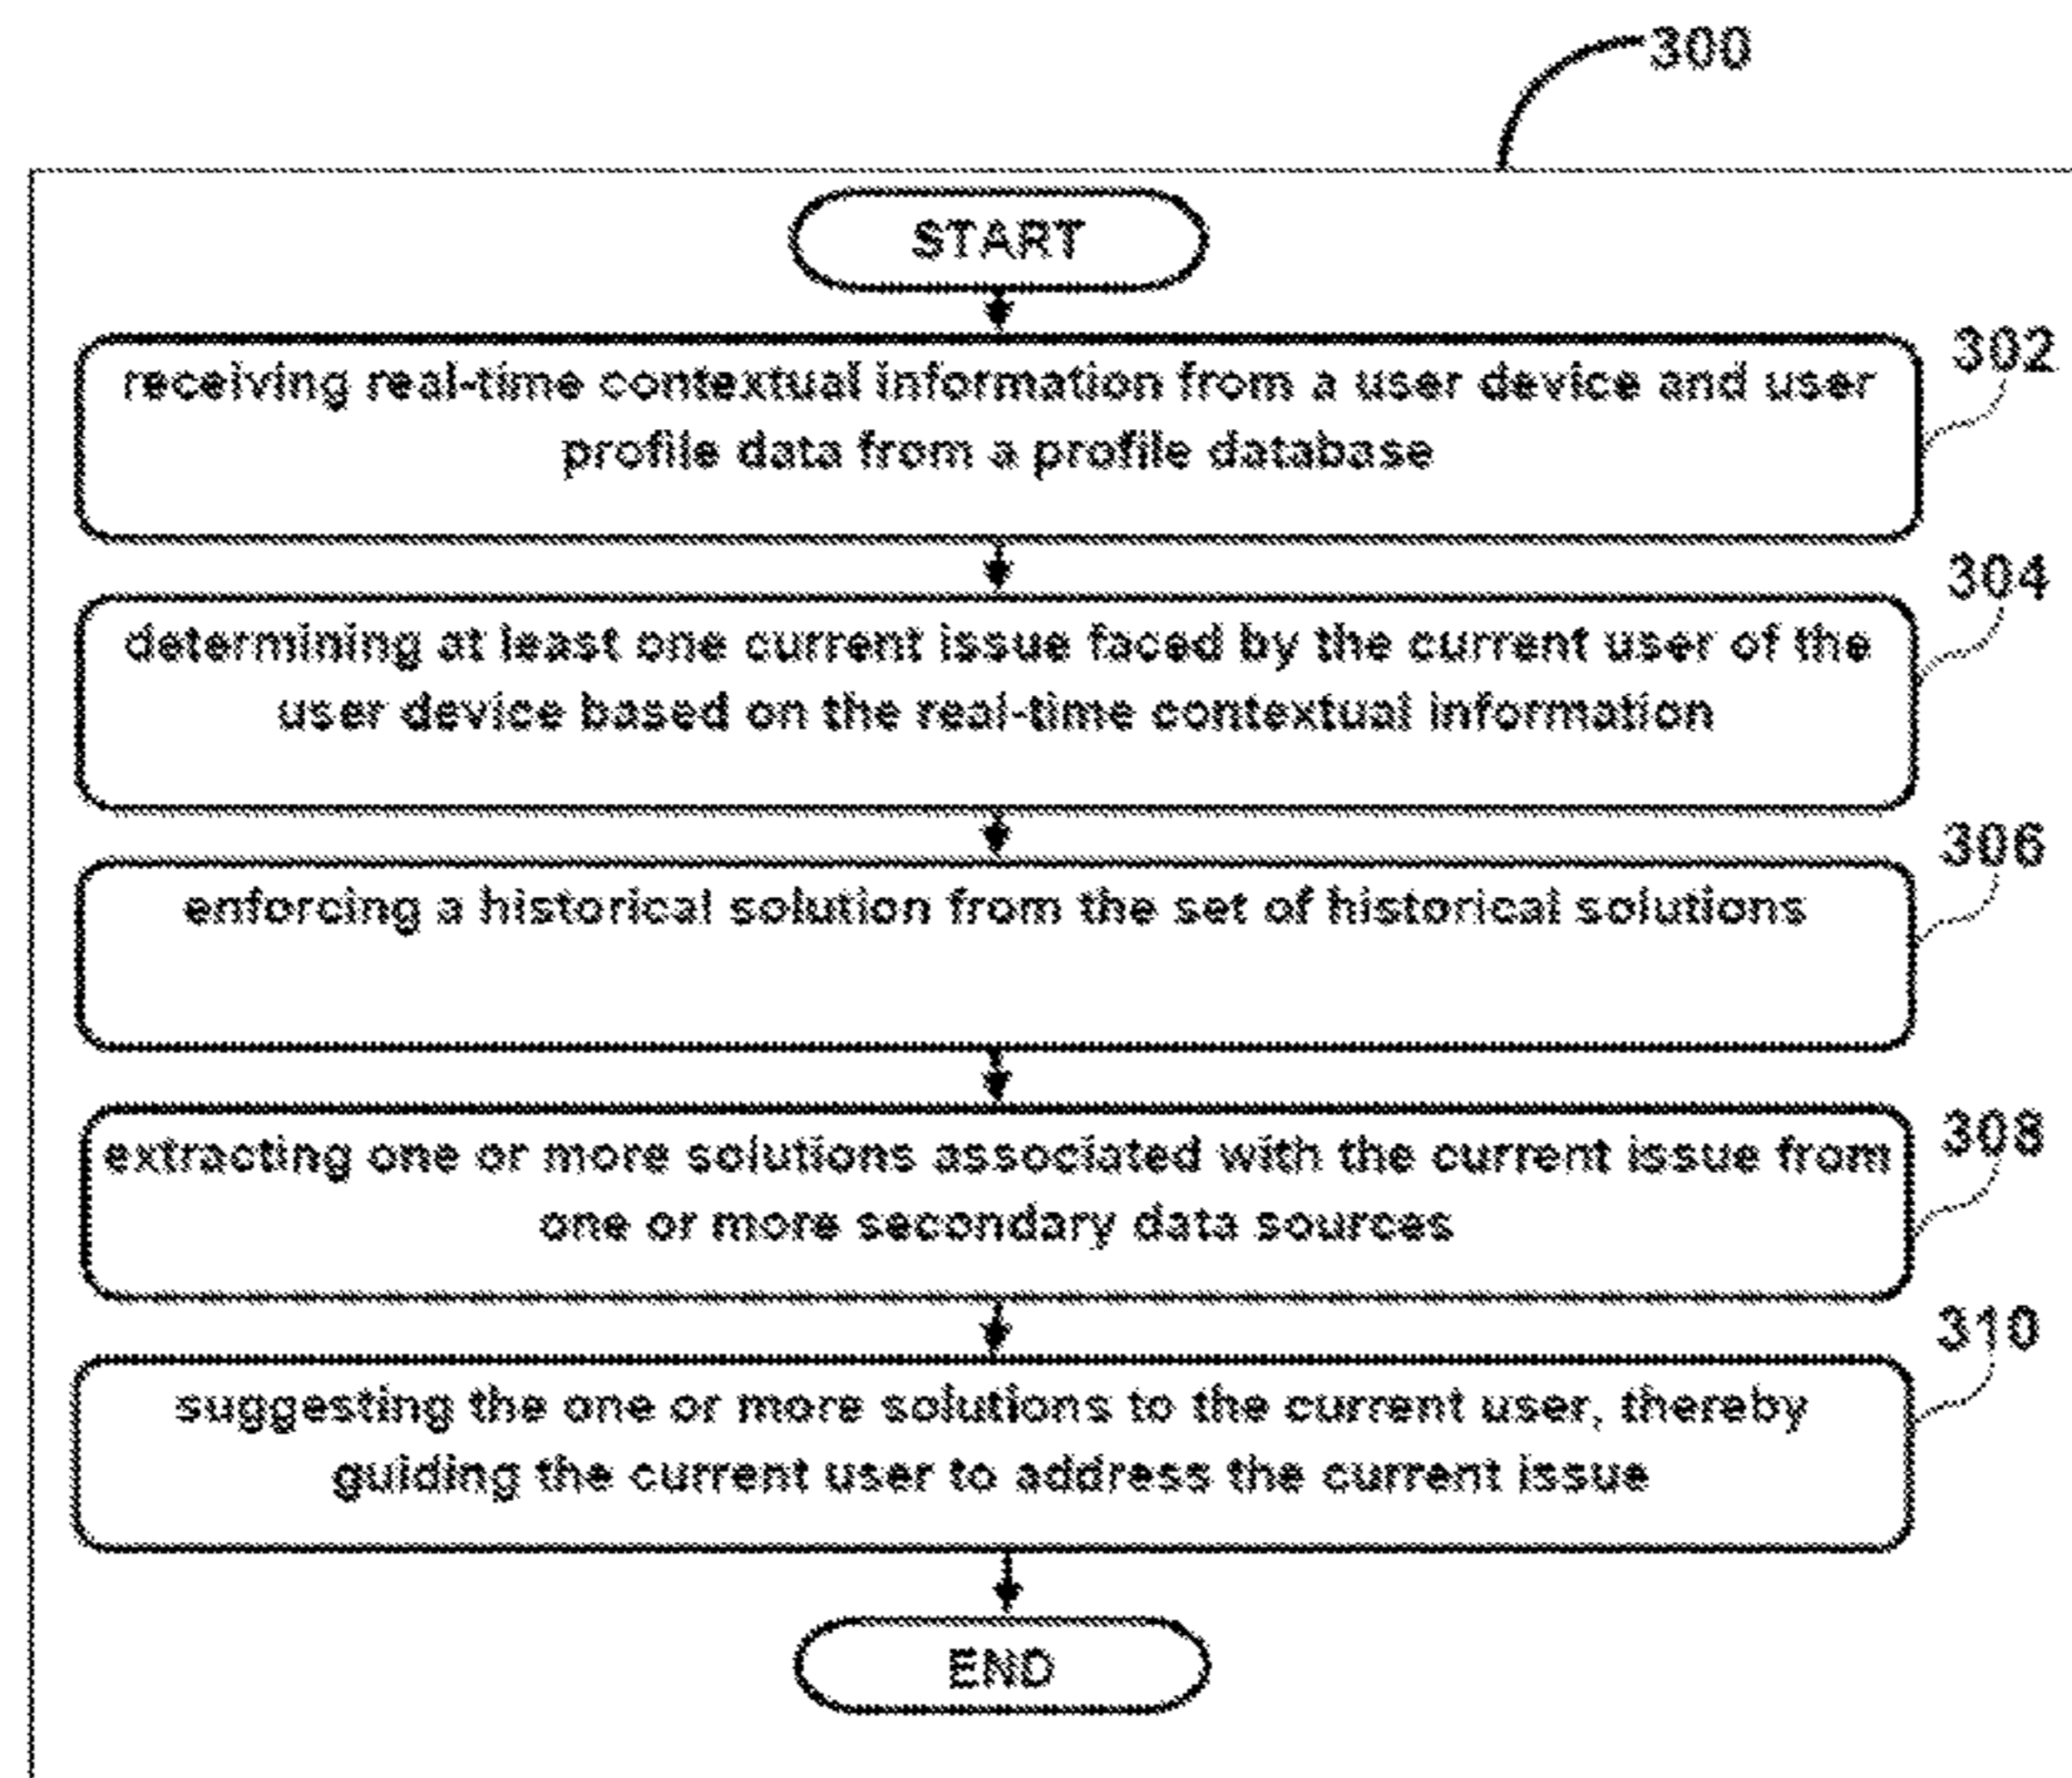 300
START
receiving real-time contextual information from a user device and user
profile data from a profile database
302
determining at least one current issue faced by the current user of the
user device based on the real-time contextual information
304
enforcing a historical solution from the set of historical solutions
306
extracting one or more solutions associated with the current issue from
one or more secondary data sources
308
suggesting the one or more solutions to the current user, thereby
guiding the current user to address the current issue
310
END